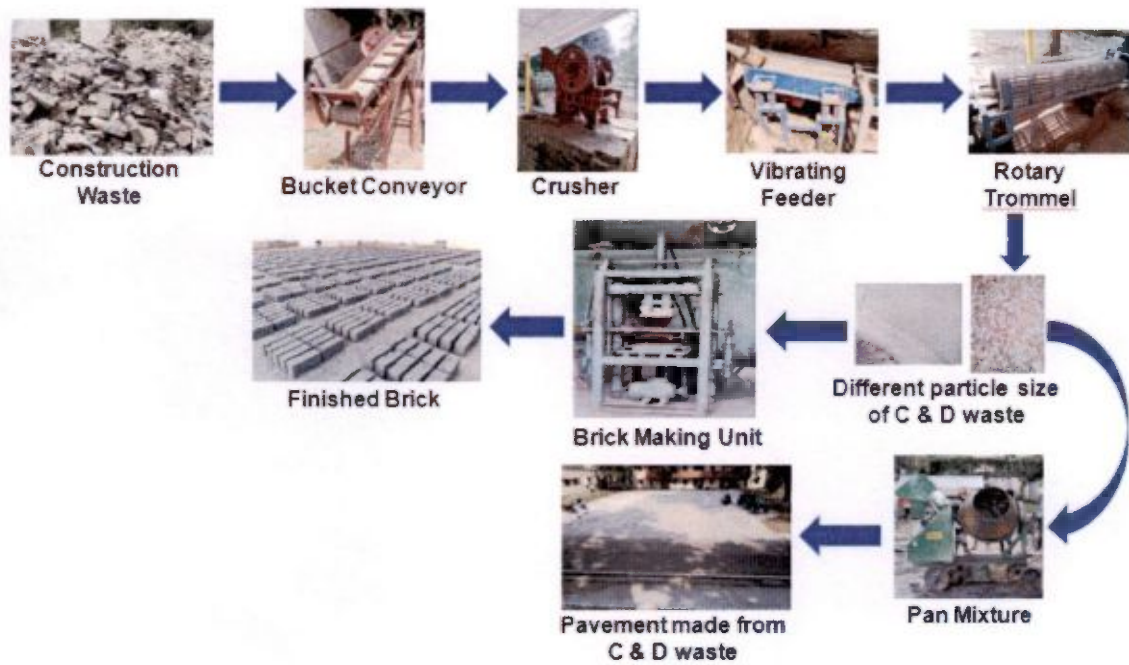 Construction
Waste
Bucket Conveyor
Crusher
Vibrating
Feeder
Rotary
Trommel
Finished Brick
Brick Making Unit
Different particle size
of C & D waste
Pavement made from
C & D waste
Pan Mixture